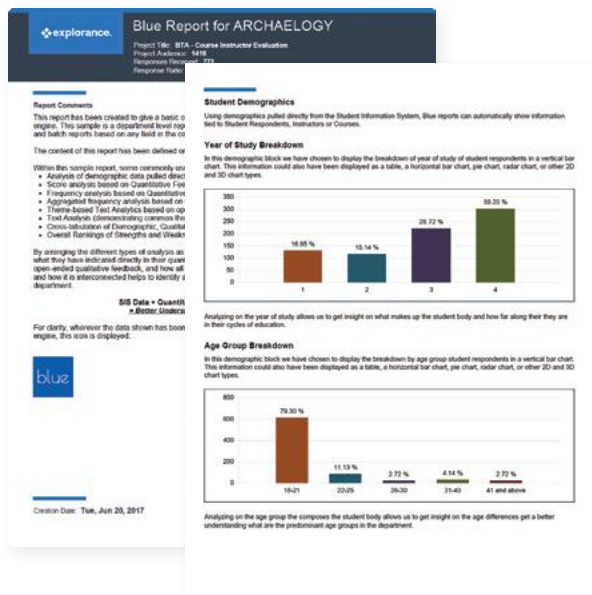 explorance.
Blue Report for ARCHAELOGY
Project Title: BTA - Course Instructor Evaluation
Project Audience: 1418
Responses Received: 773
Response Ratio:
Report Comments
This report has been created to give a basic o
engine. This sample is a department level rep
and batch reports based on any field in the co
The content of this report has been defined or
Within this sample report, some commonly us
• Analysis of demographic data pulled direc
• Score analysis based on Quantitative Fee
• Frequency analysis based on Quantitative
• Aggregated frequency analysis based on
• Theme-based Text Analytics based on op
• Text Analysis (demonstrating common the
• Cross-tabulation of Demographic, Qualita
• Overall Rankings of Strengths and Weakn
By arranging the different types of analysis as
what they have indicated directly in their quan
open-ended qualitative feedback, and how all
and how it is interconnected helps to identify a
department.
SIS Data + Quantit
= Better Unders
For clarity, wherever the data shown has been
engine, this icon is displayed:
blue
Creation Date: Tue, Jun 20, 2017
Student Demographics
Using demographics pulled directly from the Student Information System, Blue reports can automatically show information
tied to Student Respondents, Instructors or Courses.
Year of Study Breakdown
In this demographic block we have chosen to display the breakdown of year of study of student respondents in a vertical bar
chart. This information could also have been displayed as a table, a horizontal bar chart, pie chart, radar chart, or other 2D
and 3D chart types.
350
300
250
200
150
100
50
0
16.95 %
15.14 %
28.72 %
39.20 %
1
2
3
4
Analyzing on the year of study allows us to get insight on what makes up the student body and how far along their they are
in their cycles of education.
Age Group Breakdown
In this demographic block we have chosen to display the breakdown by age group student respondents in a vertical bar chart.
This information could also have been displayed as a table, a horizontal bar chart, pie chart, radar chart, or other 2D and 3D
chart types.
800
600
400
200
0
79.30 %
11.13 %
2.72 %
4.14 %
2.72 %
18-21
22-25
26-30
31-40
41 and above
Analyzing on the age group the composes the student body allows us to get insight on the age differences get a better
understanding what are the predominant age groups in the department.